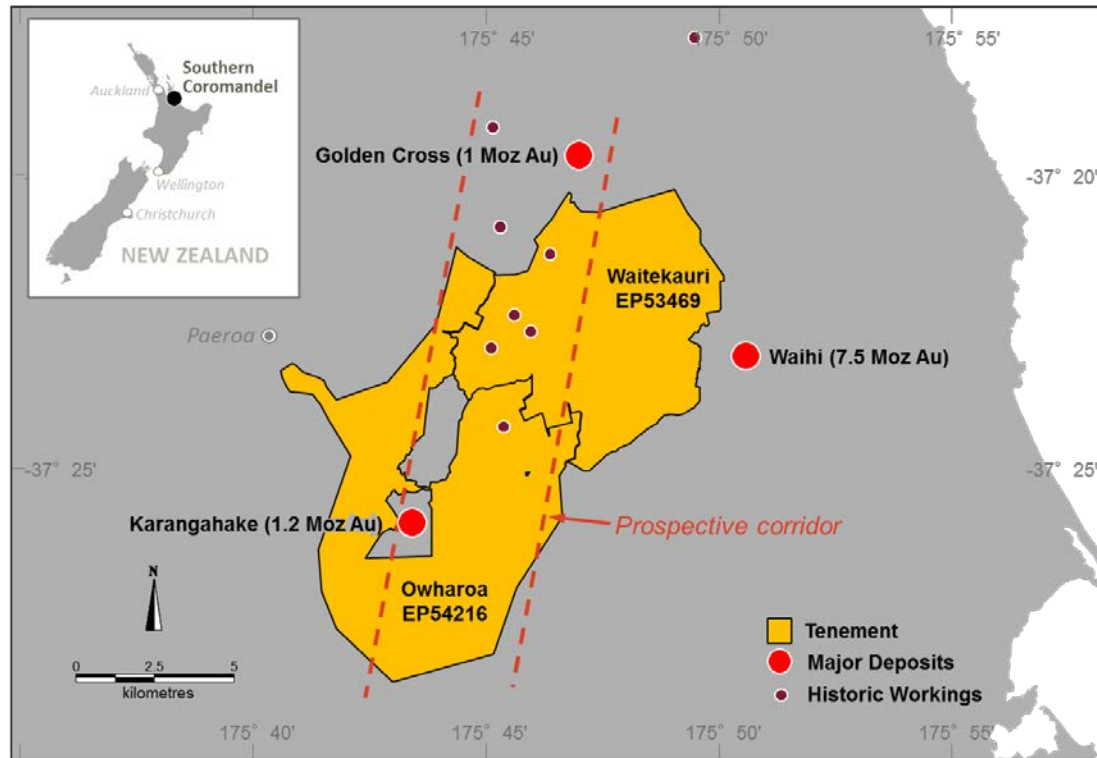 175° 45'
175° 50'
175° 55'
Southern
Coromandel
Auckland
Wellington
Christchurch
NEW ZEALAND
Golden Cross (1 Moz Au)
-37° 20'
-37° 20'
Waitekauri
EP53469
Paeroa
Waihi (7.5 Moz Au)
-37° 25'
-37° 25'
Karangahake (1.2 Moz Au)
Prospective corridor
Owharoa
EP54216
N
0 2.5 5
kilometres
Tenement
Major Deposits
Historic Workings
175° 40'
175° 45'
175° 50'
175° 55'